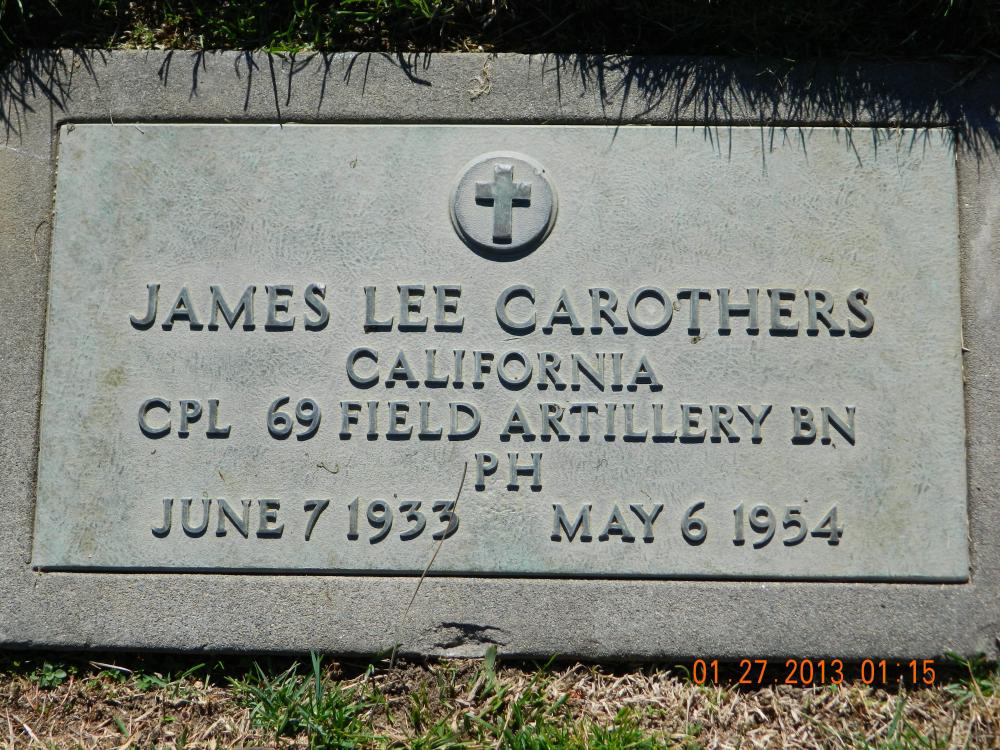 JAMES LEE CAROTHERS
CALIFORNIA
CPL 69 FIELD ARTILLERY BN
PH
JUNE 7 1933 MAY 6 1954
01.27.2013 01:15